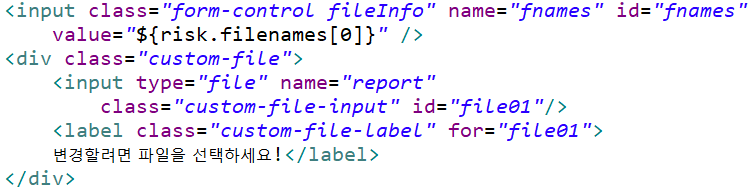 <input class="form-control fileInfo" name="fnames" id="fnames"
    value="${risk.filenames[0]}" />
<div class="custom-file">
    <input type="file" name="report"
        class="custom-file-input" id="file01"/>
    <label class="custom-file-label" for="file01">
    변경할려면 파일을 선택하세요!</label>
</div>